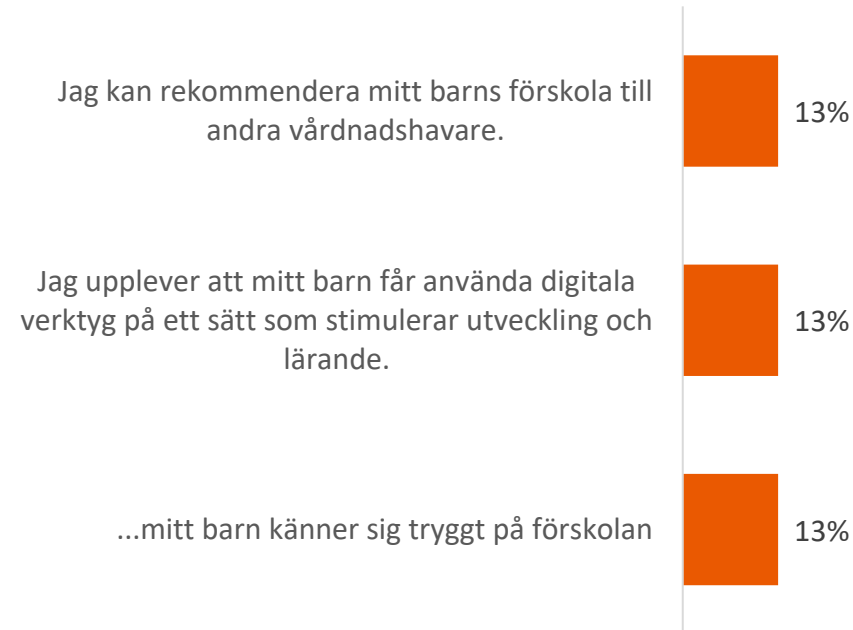 Jag kan rekommendera mitt barns förskola till
andra vårdnadshavare.
13%
Jag upplever att mitt barn får använda digitala
verktyg på ett sätt som stimulerar utveckling och
lärande.
13%
...mitt barn känner sig tryggt på förskolan
13%